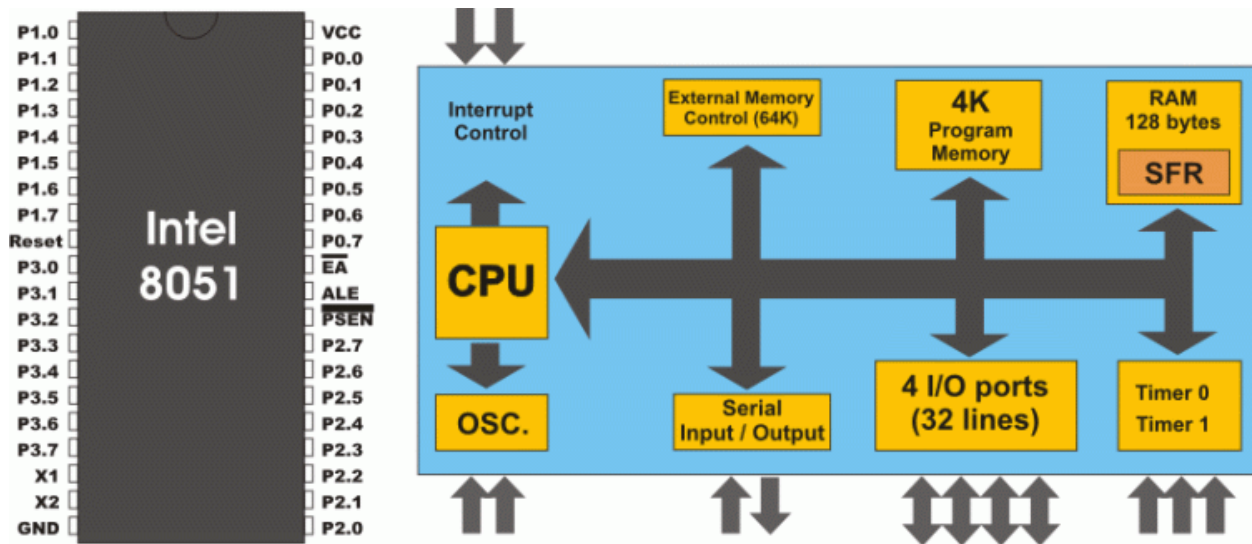 P1.0
P1.1
P1.2
P1.3
P1.4
P1.5
P1.6
P1.7
Reset
P3.0
P3.1
P3.2
P3.3
P3.4
P3.5
P3.6
P3.7
X1
X2
GND
Intel
8051
VCC
P0.0
P0.1
P0.2
P0.3
P0.4
P0.5
P0.6
P0.7
EA
ALE
PSEN
P2.7
P2.6
P2.5
P2.4
P2.3
P2.2
P2.1
P2.0
Interrupt
Control
External Memory
Control (64K)
4K
Program
Memory
RAM
128 bytes
SFR
CPU
OSC.
Serial
Input / Output
4 I/O ports
(32 lines)
Timer 0
Timer 1